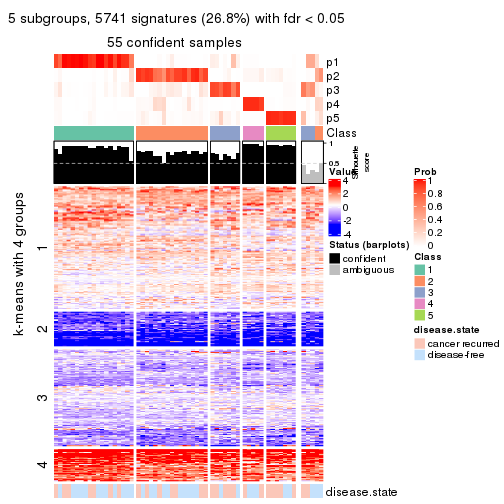 5 subgroups, 5741 signatures (26.8%) with fdr < 0.05
55 confident samples
p1
p2
p3
p4
p5
Class
1
0.5
0
Silhouette
score
k-means with 4 groups
1
2
3
4
disease.state
Value
4
2
0
-2
-4
Status (barplots)
confident
ambiguous
Prob
1
0.8
0.6
0.4
0.2
0
Class
1
2
3
4
5
disease.state
cancer recurred
disease-free